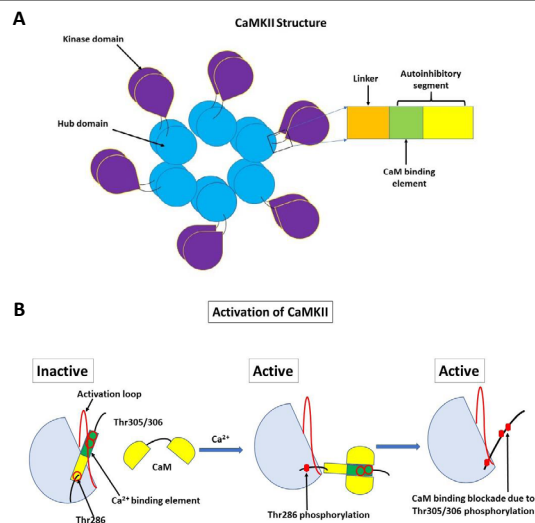 A
CaMKII Structure
Kinase domain
Hub domain
Linker
Autoinhibitory
segment
CaM binding
element
B
Activation of CaMKII
Inactive
Active
Active
Activation loop
Thr305/306
CaM
Ca²⁺
Ca²⁺ binding element
Thr286
Thr286 phosphorylation
CaM binding blockade due to
Thr305/306 phosphorylation